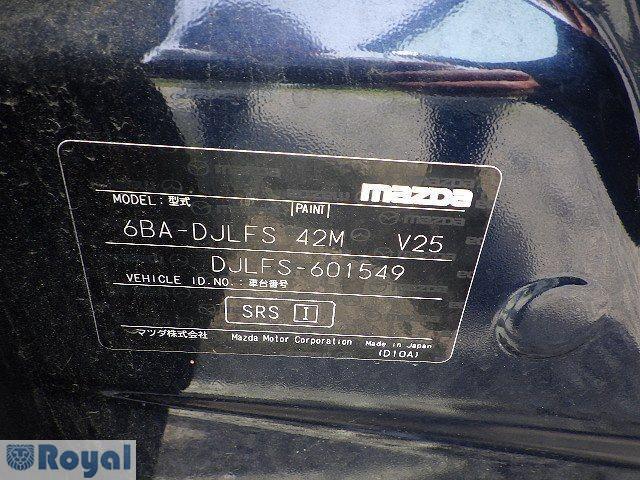 mazda
MODEL：型式 PAINT
6BA-DJLFS 42M V25
DJLFS-601549
VEHICLE ID.NO.：車台番号
SRS I
マツダ株式会社 Mazda Motor Corporation Made in Japan
(D10A)
Royal